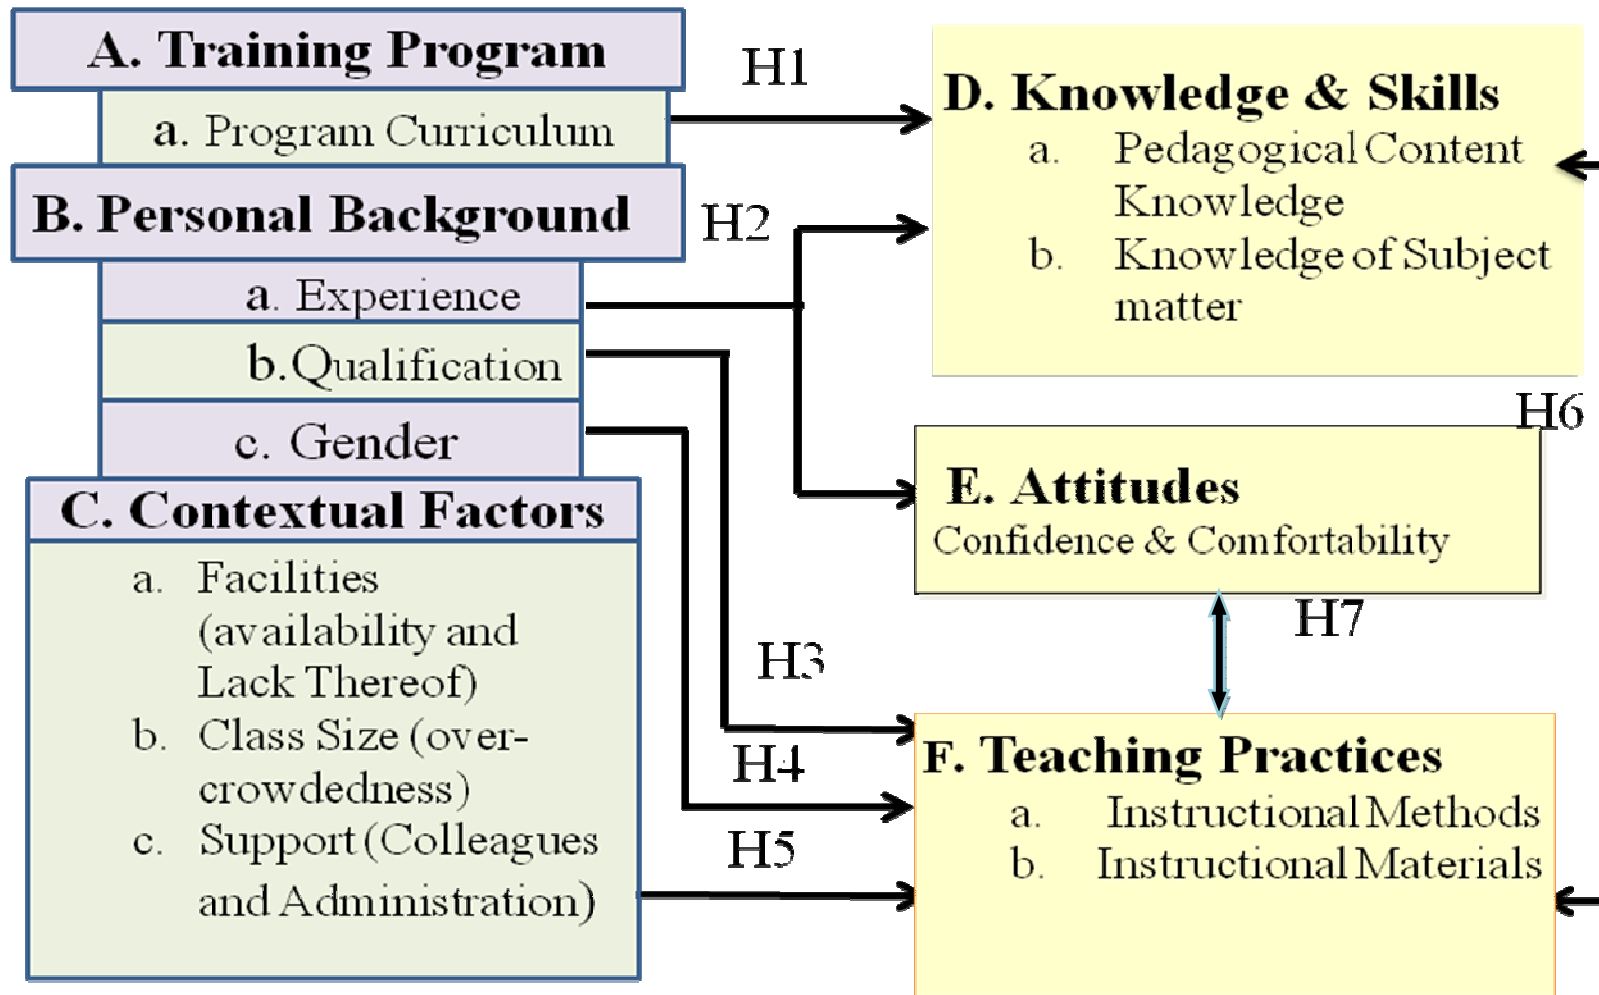 A. Training Program
a. Program Curriculum
B. Personal Background
a. Experience
b.Qualification
c. Gender
C. Contextual Factors
a. Facilities
(availability and
Lack Thereof)
b. Class Size (over-
crowdedness)
c. Support (Colleagues
and Administration)
H1
H2
H3
H4
H5
D. Knowledge & Skills
a. Pedagogical Content
Knowledge
b. Knowledge of Subject
matter
H6
E. Attitudes
Confidence & Comfortability
H7
F. Teaching Practices
a. Instructional Methods
b. Instructional Materials